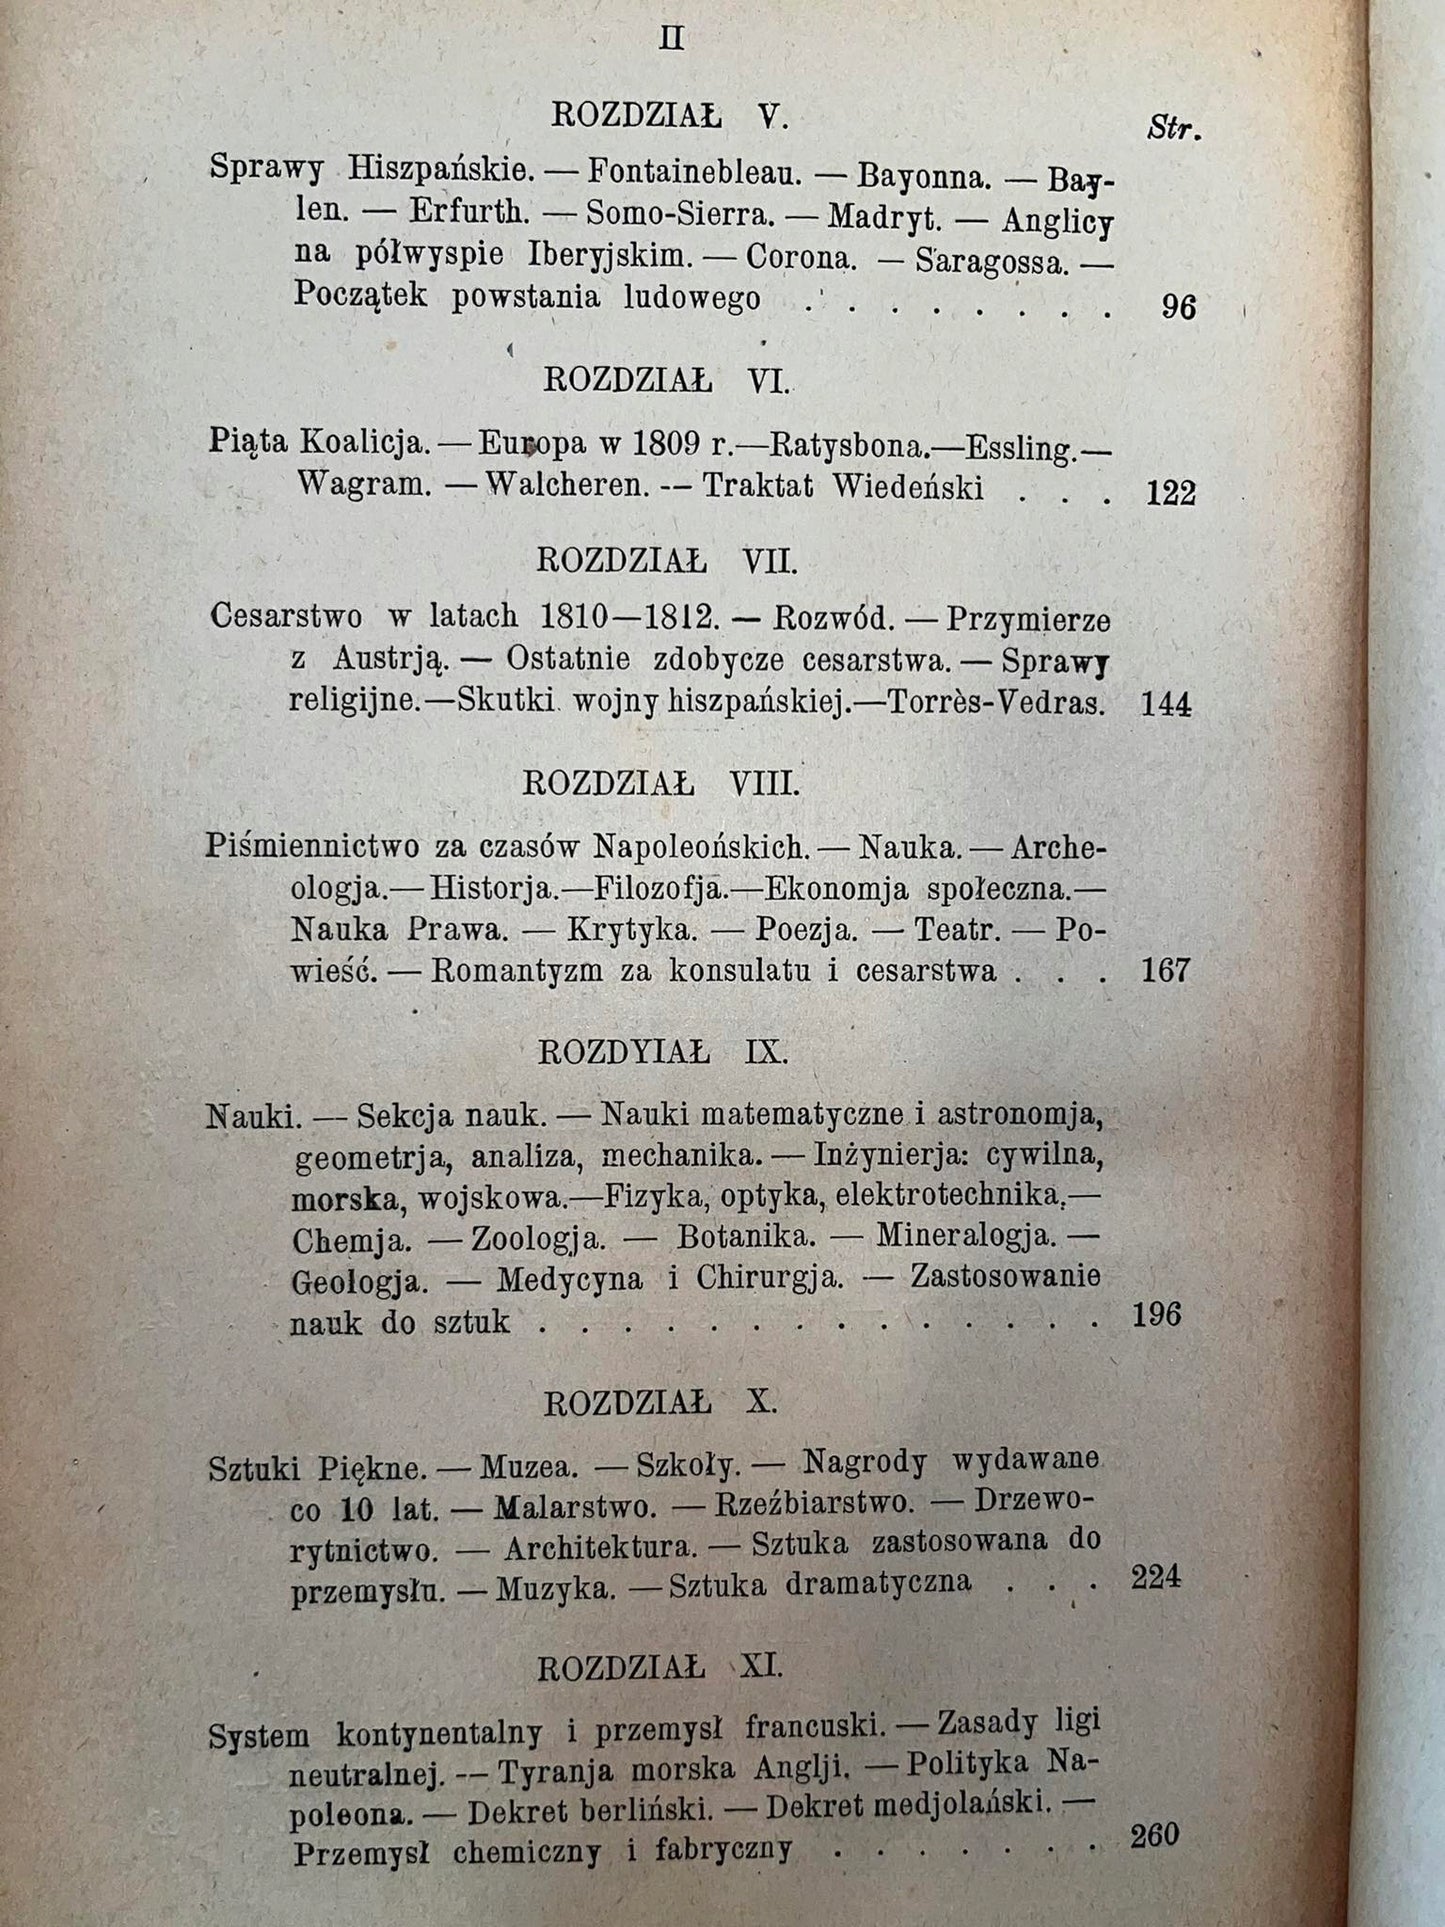 II
ROZDZIAŁ V.
Str.
Sprawy Hiszpańskie. — Fontainebleau. — Bayonna. — Bay-
len. — Erfurth. — Somo-Sierra. — Madryt. — Anglicy
na półwyspie Iberyjskim. — Corona. — Saragossa. —
Początek powstania ludowego . . . . . . . . 96
ROZDZIAŁ VI.
Piąta Koalicja. — Europa w 1809 r.—Ratysbona.—Essling.—
Wagram. — Walcheren. -- Traktat Wiedeński . . . 122
ROZDZIAŁ VII.
Cesarstwo w latach 1810—1812. — Rozwód. — Przymierze
z Austrją. — Ostatnie zdobycze cesarstwa. — Sprawy
religijne.—Skutki wojny hiszpańskiej.—Torrès-Vedras. 144
ROZDZIAŁ VIII.
Piśmiennictwo za czasów Napoleońskich. — Nauka. — Arche-
ologja.— Historja.—Filozofja.—Ekonomja społeczna.—
Nauka Prawa. — Krytyka. — Poezja. — Teatr. — Po-
wieść. — Romantyzm za konsulatu i cesarstwa . . . 167
ROZDYIAŁ IX.
Nauki. — Sekcja nauk. — Nauki matematyczne i astronomja,
geometrja, analiza, mechanika. — Inżynierja: cywilna,
morska, wojskowa.—Fizyka, optyka, elektrotechnika.—
Chemja. — Zoologja. — Botanika. — Mineralogja. —
Geologja. — Medycyna i Chirurgja. — Zastosowanie
nauk do sztuk . . . . . . . . . . . . . . 196
ROZDZIAŁ X.
Sztuki Piękne. — Muzea. — Szkoły. — Nagrody wydawane
co 10 lat. — Malarstwo. — Rzeźbiarstwo. — Drzewo-
rytnictwo. — Architektura. — Sztuka zastosowana do
przemysłu. — Muzyka. — Sztuka dramatyczna . . . 224
ROZDZIAŁ XI.
System kontynentalny i przemysł francuski. — Zasady ligi
neutralnej. -- Tyranja morska Anglji. — Polityka Na-
poleona. — Dekret berliński. — Dekret medjolański. —
Przemysł chemiczny i fabryczny . . . . . . . 260